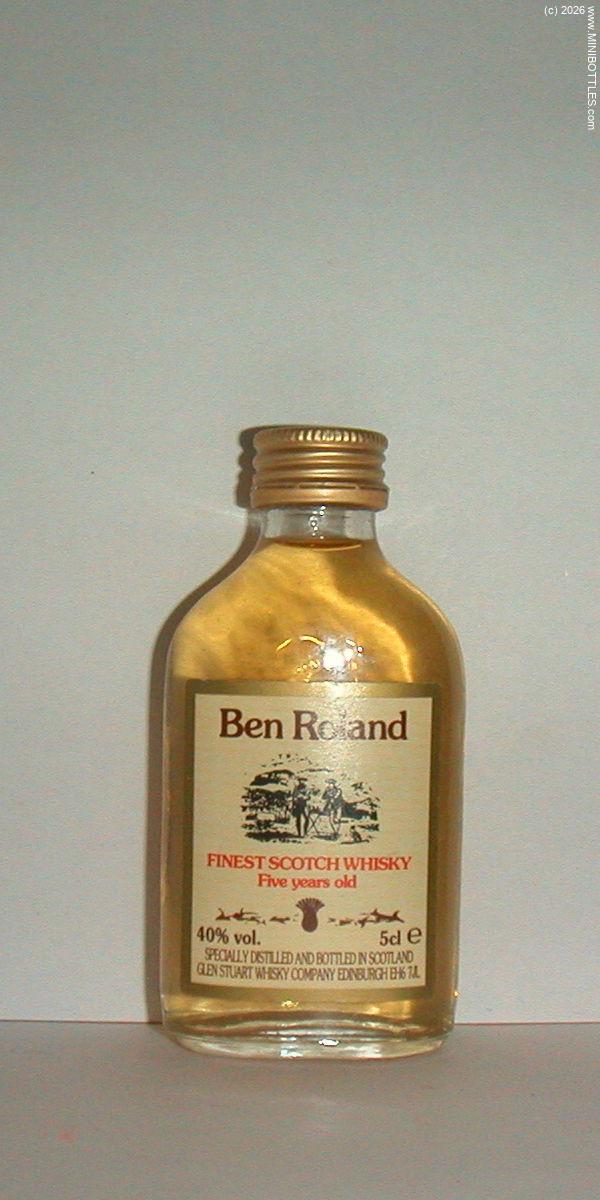 (c) 2026 www.MINIBOTTLES.com
Ben Roland
FINEST SCOTCH WHISKY
Five years old
40% vol. 5cl e
SPECIALLY DISTILLED AND BOTTLED IN SCOTLAND
GLEN STUART WHISKY COMPANY EDINBURGH EH6 7JL